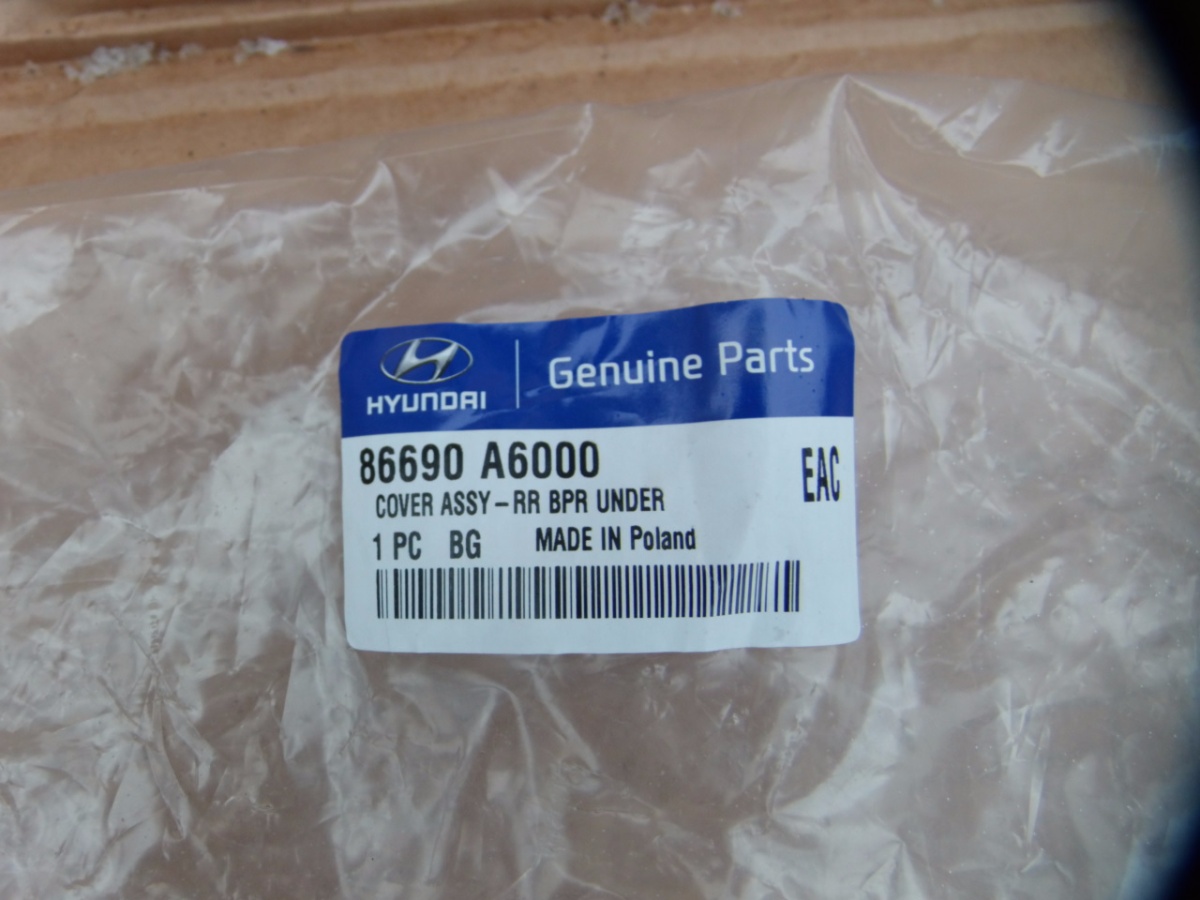 HYUNDAI
Genuine Parts
86690 A6000
EAC
COVER ASSY-RR BPR UNDER
1 PC BG MADE IN Poland